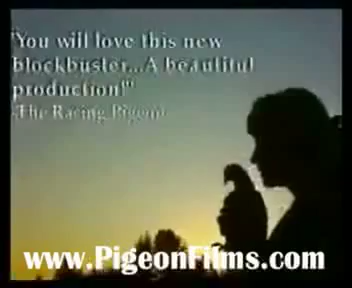 "You will love this new
blockbuster...A beautiful
production!"
-The Racing Pigeon
www.PigeonFilms.com